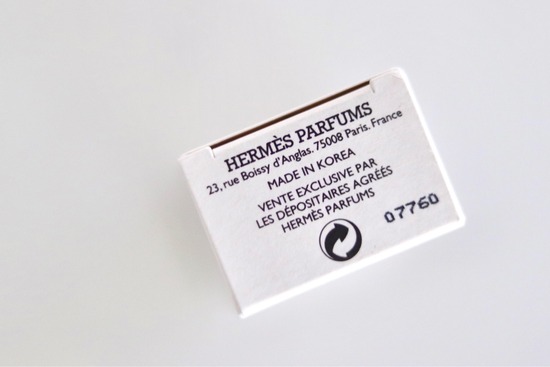 HERMÈS PARFUMS
23, rue Boissy d'Anglas. 75008 Paris. France
MADE IN KOREA
VENTE EXCLUSIVE PAR
LES DÉPOSITAIRES AGRÉÉS
HERMÈS PARFUMS
07760